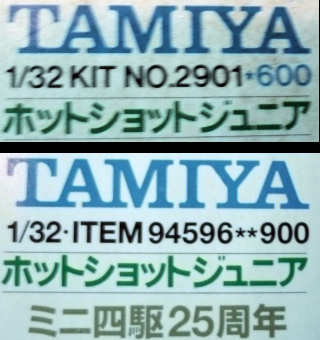 TAMIYA
1/32 KIT NO.2901*600
ホットショットジュニア
TAMIYA
1/32·ITEM 94596**900
ホットショットジュニア
ミニ四駆25周年